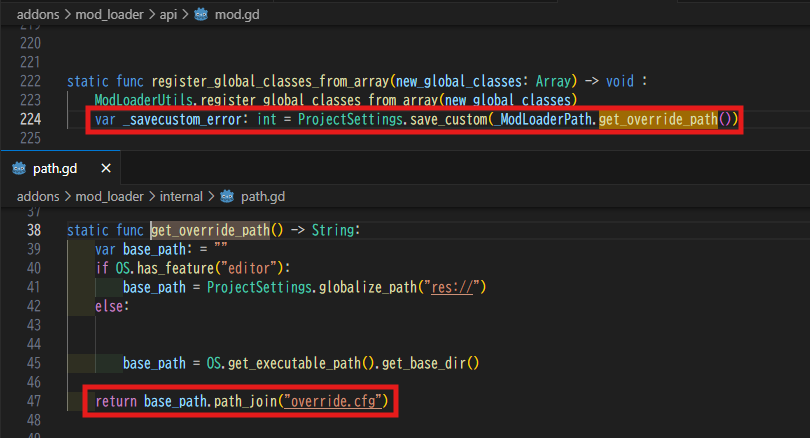 addons > mod_loader > api > mod.gd
219
220
221
222 static func register_global_classes_from_array(new_global_classes: Array) -> void :
223 ModLoaderUtils.register_global_classes_from_array(new_global_classes)
224 var _savecustom_error: int = ProjectSettings.save_custom(_ModLoaderPath.get_override_path())
225
path.gd ×
addons > mod_loader > internal > path.gd
37
38 static func get_override_path() -> String:
39 var base_path: = ""
40 if OS.has_feature("editor"):
41 base_path = ProjectSettings.globalize_path("res://")
42 else:
43
44
45 base_path = OS.get_executable_path().get_base_dir()
46
47 return base_path.path_join("override.cfg")
48